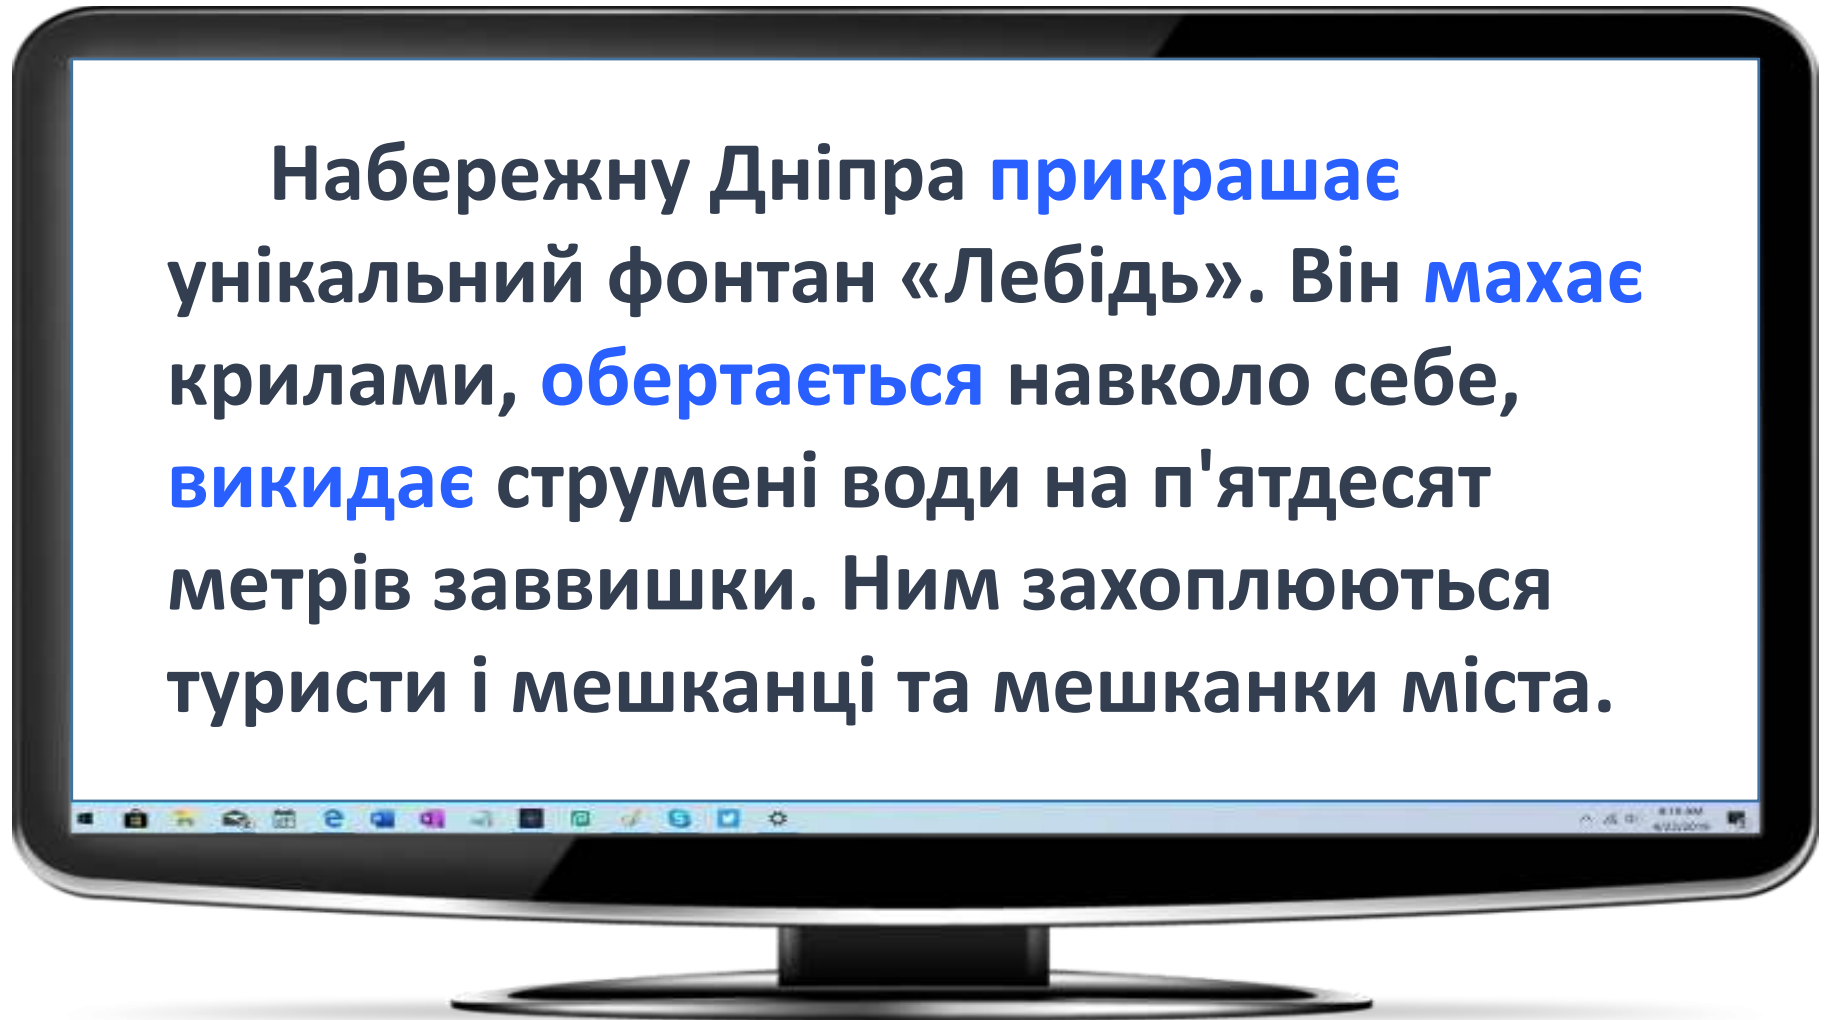 Набережну Дніпра прикрашає
унікальний фонтан «Лебідь». Він махає
крилами, обертається навколо себе,
викидає струмені води на п'ятдесят
метрів заввишки. Ним захоплюються
туристи і мешканці та мешканки міста.